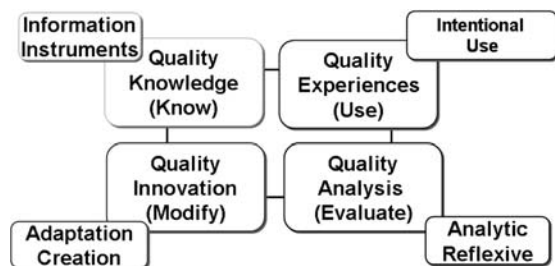 Information
Instruments
Quality
Knowledge
(Know)
Intentional
Use
Quality
Experiences
(Use)
Quality
Innovation
(Modify)
Adaptation
Creation
Quality
Analysis
(Evaluate)
Analytic
Reflexive